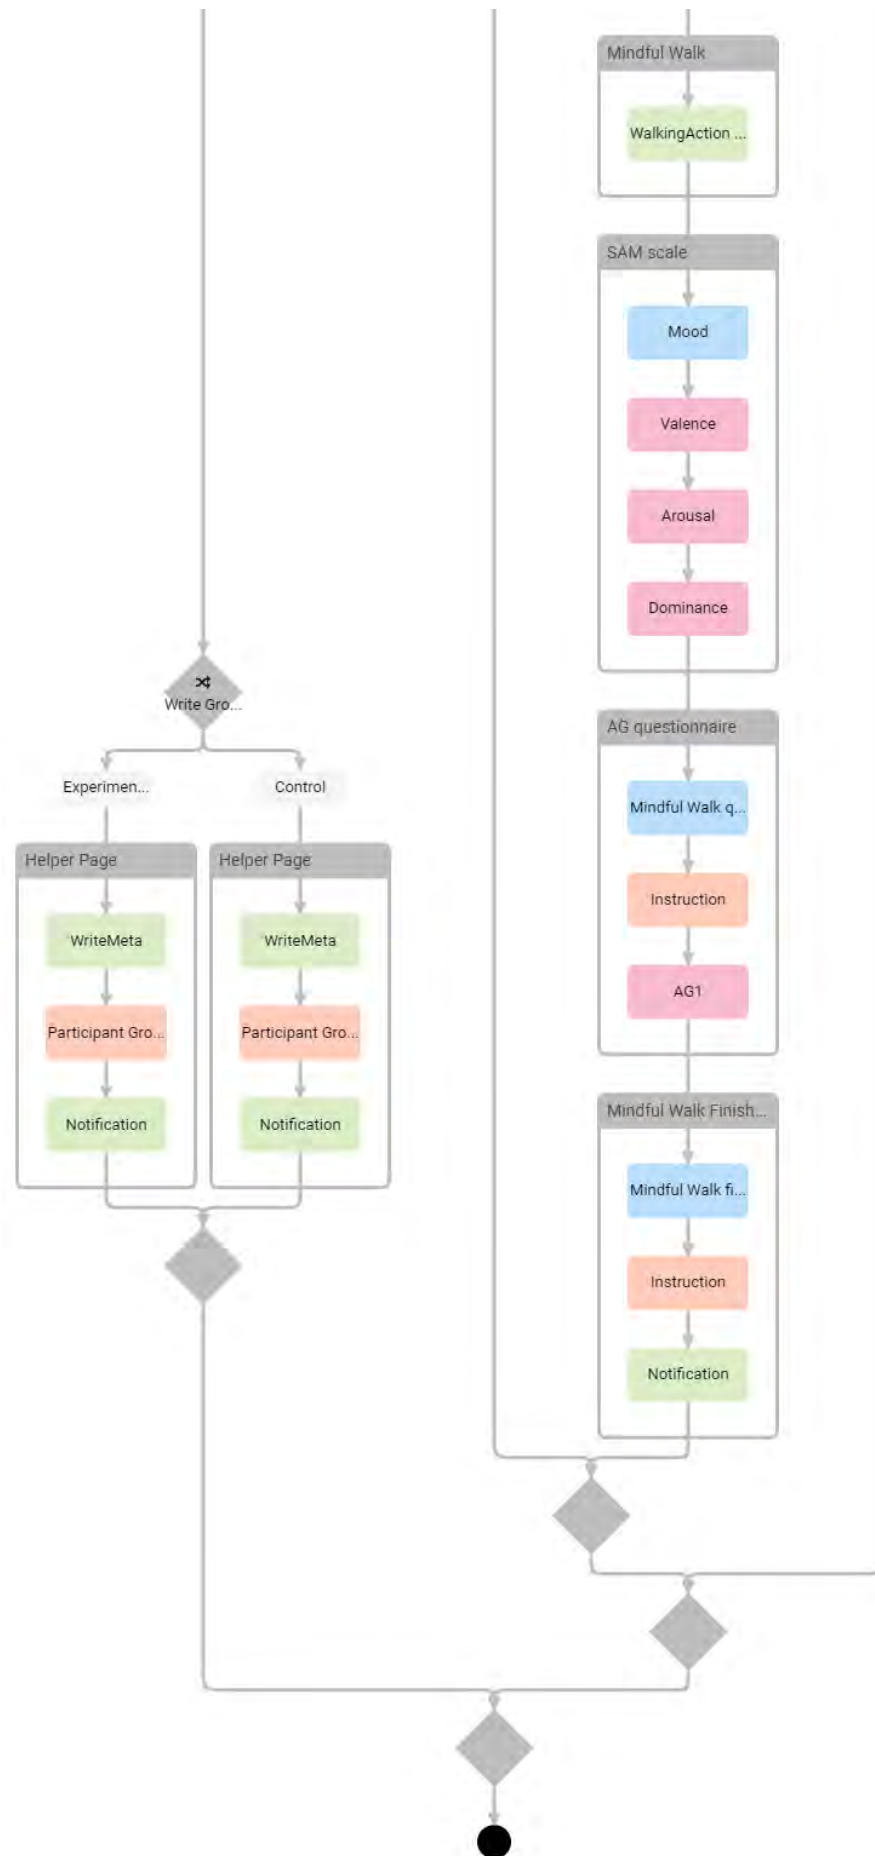 Mindful Walk
WalkingAction ...
SAM scale
Mood
Valence
Arousal
Dominance
Write Gro...
AG questionnaire
Experimen...
Control
Mindful Walk q...
Helper Page
Helper Page
Instruction
WriteMeta
WriteMeta
AG1
Participant Gro...
Participant Gro...
Mindful Walk Finish...
Notification
Notification
Mindful Walk fi...
Instruction
Notification